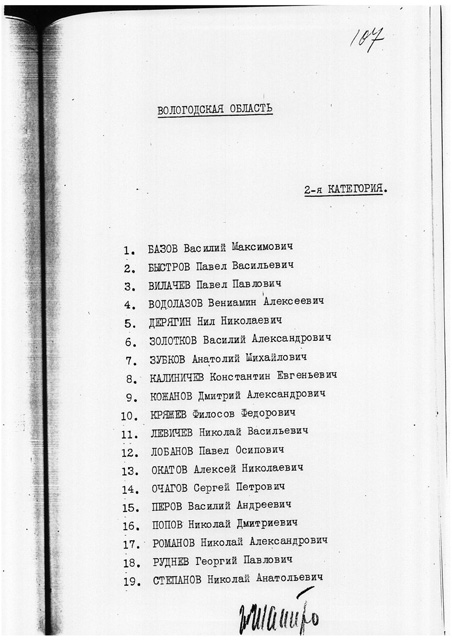 107
ВОЛОГОДСКАЯ ОБЛАСТЬ
2-я КАТЕГОРИЯ.
1. БАЗОВ Василий Максимович
2. БЫСТРОВ Павел Васильевич
3. ВИЛАЧЕВ Павел Павлович
4. ВОДОЛАЗОВ Вениамин Алексеевич
5. ДЕРЯГИН Нил Николаевич
6. ЗОЛОТКОВ Василий Александрович
7. ЗУБКОВ Анатолий Михайлович
8. КАЛИНИЧЕВ Константин Евгеньевич
9. КОЖАНОВ Дмитрий Александрович
10. КРЯЖЕВ Филосов Федорович
11. ЛЕВИЧЕВ Николай Васильевич
12. ЛОБАНОВ Павел Осипович
13. ОКАТОВ Алексей Николаевич
14. ОЧАГОВ Сергей Петрович
15. ПЕРОВ Василий Андреевич
16. ПОПОВ Николай Дмитриевич
17. РОМАНОВ Николай Александрович
18. РУДНЕВ Георгий Павлович
19. СТЕПАНОВ Николай Анатольевич